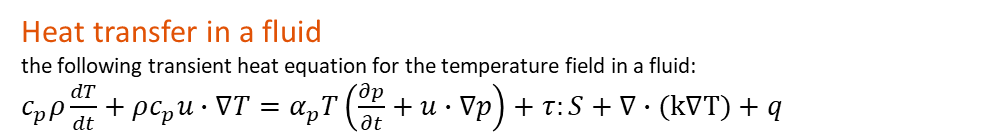 Heat transfer in a fluid
the following transient heat equation for the temperature field in a fluid:
c_p ρ dT/dt + ρc_p u · ∇T = α_p T (∂p/∂t + u · ∇p) + τ: S + ∇ · (k∇T) + q